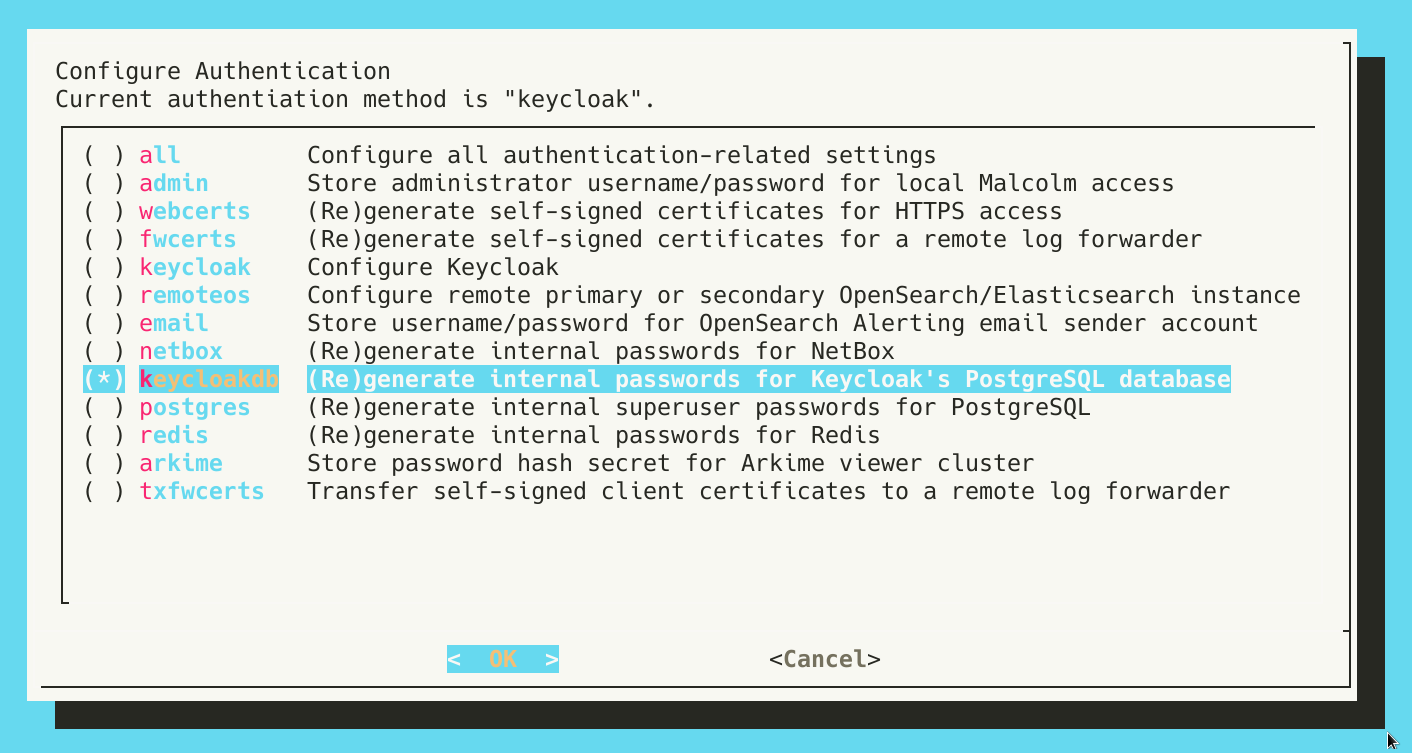 Configure Authentication
Current authentiation method is "keycloak".
( ) all Configure all authentication-related settings
( ) admin Store administrator username/password for local Malcolm access
( ) webcerts (Re)generate self-signed certificates for HTTPS access
( ) fwcerts (Re)generate self-signed certificates for a remote log forwarder
( ) keycloak Configure Keycloak
( ) remoteos Configure remote primary or secondary OpenSearch/Elasticsearch instance
( ) email Store username/password for OpenSearch Alerting email sender account
( ) netbox (Re)generate internal passwords for NetBox
(*) keycloakdb (Re)generate internal passwords for Keycloak's PostgreSQL database
( ) postgres (Re)generate internal superuser passwords for PostgreSQL
( ) redis (Re)generate internal passwords for Redis
( ) arkime Store password hash secret for Arkime viewer cluster
( ) txfwcerts Transfer self-signed client certificates to a remote log forwarder
< OK > <Cancel>